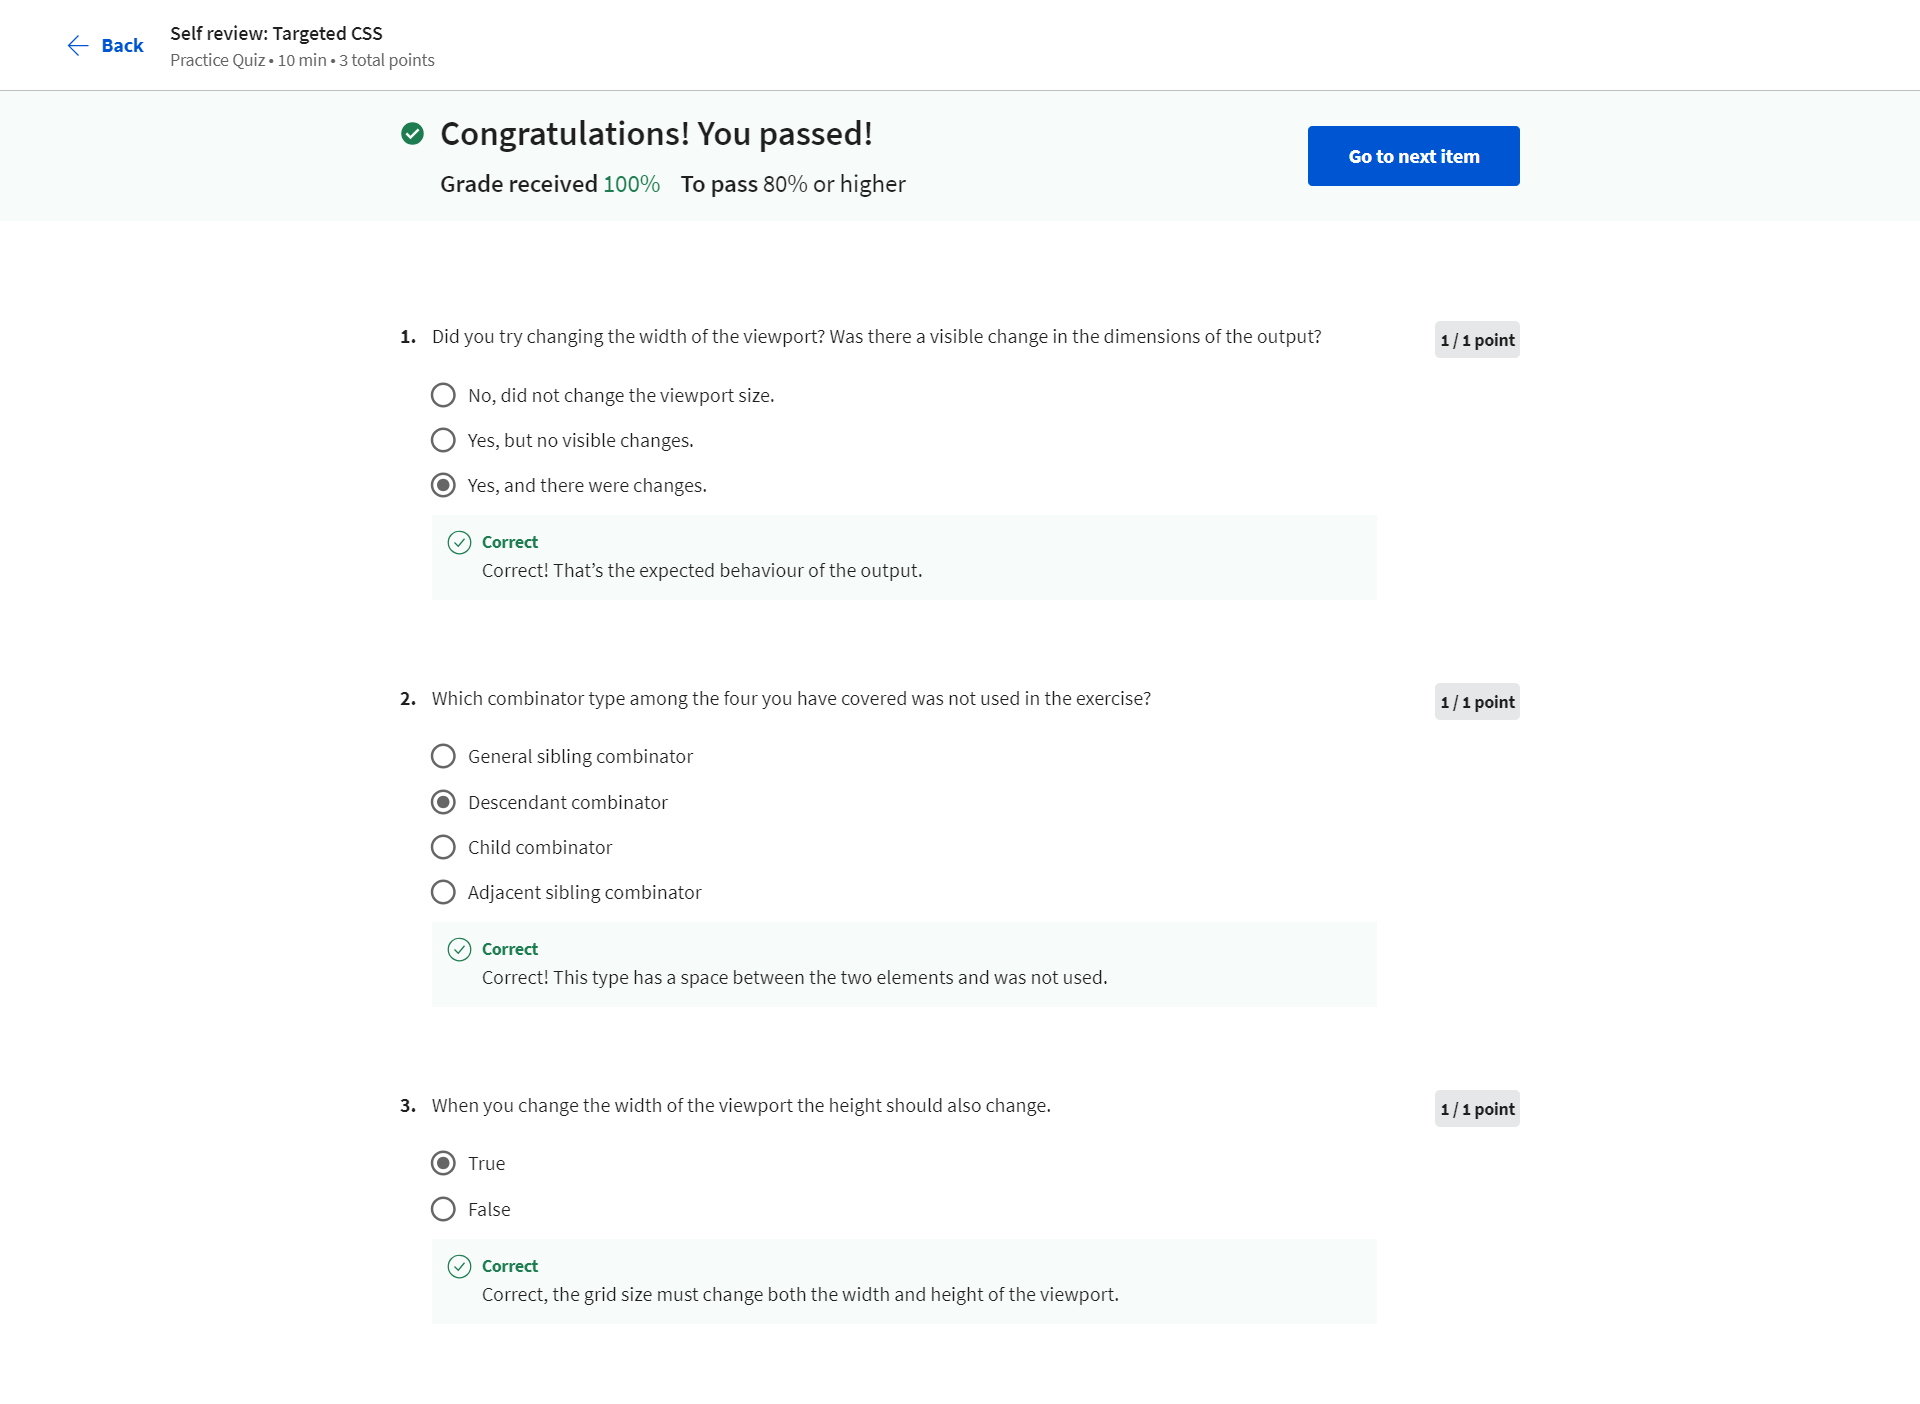 Back
Self review: Targeted CSS
Practice Quiz • 10 min • 3 total points
Congratulations! You passed!
Grade received 100% To pass 80% or higher
Go to next item
1. Did you try changing the width of the viewport? Was there a visible change in the dimensions of the output?
1 / 1 point
No, did not change the viewport size.
Yes, but no visible changes.
Yes, and there were changes.
Correct
Correct! That’s the expected behaviour of the output.
2. Which combinator type among the four you have covered was not used in the exercise?
1 / 1 point
General sibling combinator
Descendant combinator
Child combinator
Adjacent sibling combinator
Correct
Correct! This type has a space between the two elements and was not used.
3. When you change the width of the viewport the height should also change.
1 / 1 point
True
False
Correct
Correct, the grid size must change both the width and height of the viewport.